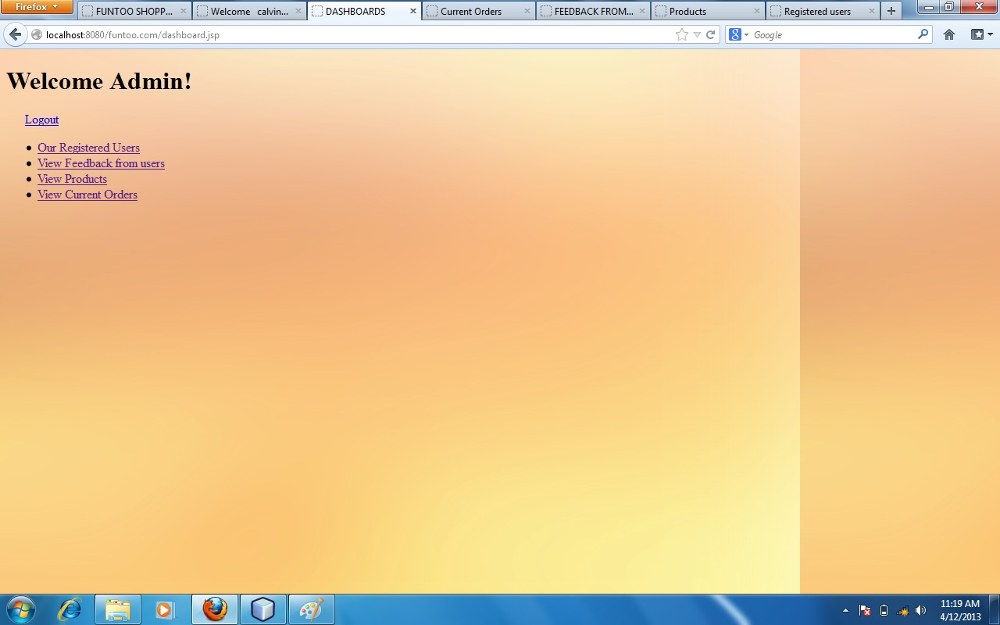 Firefox
FUNTOO SHOPP...
Welcome calvin...
DASHBOARDS
Current Orders
FEEDBACK FROM...
Products
Registered users
localhost:8080/funtoo.com/dashboard.jsp
Google
Welcome Admin!
Logout
Our Registered Users
View Feedback from users
View Products
View Current Orders
11:19 AM
4/12/2013